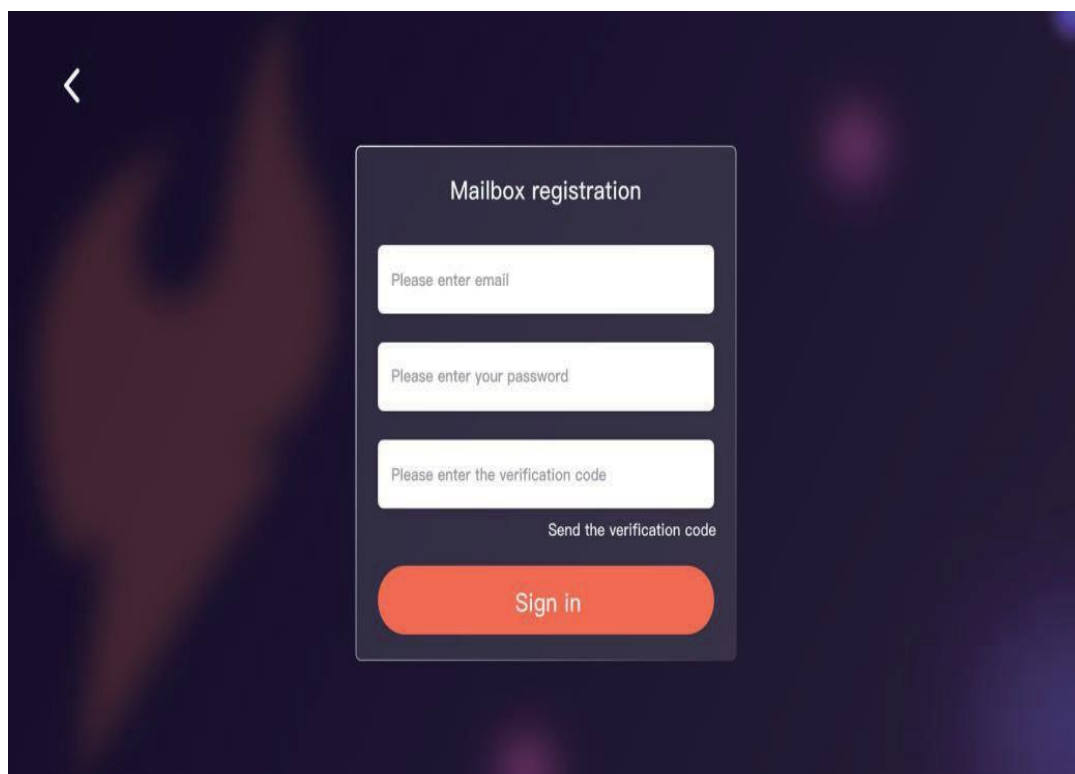 Mailbox registration
Please enter email
Please enter your password
Please enter the verification code
Send the verification code
Sign in